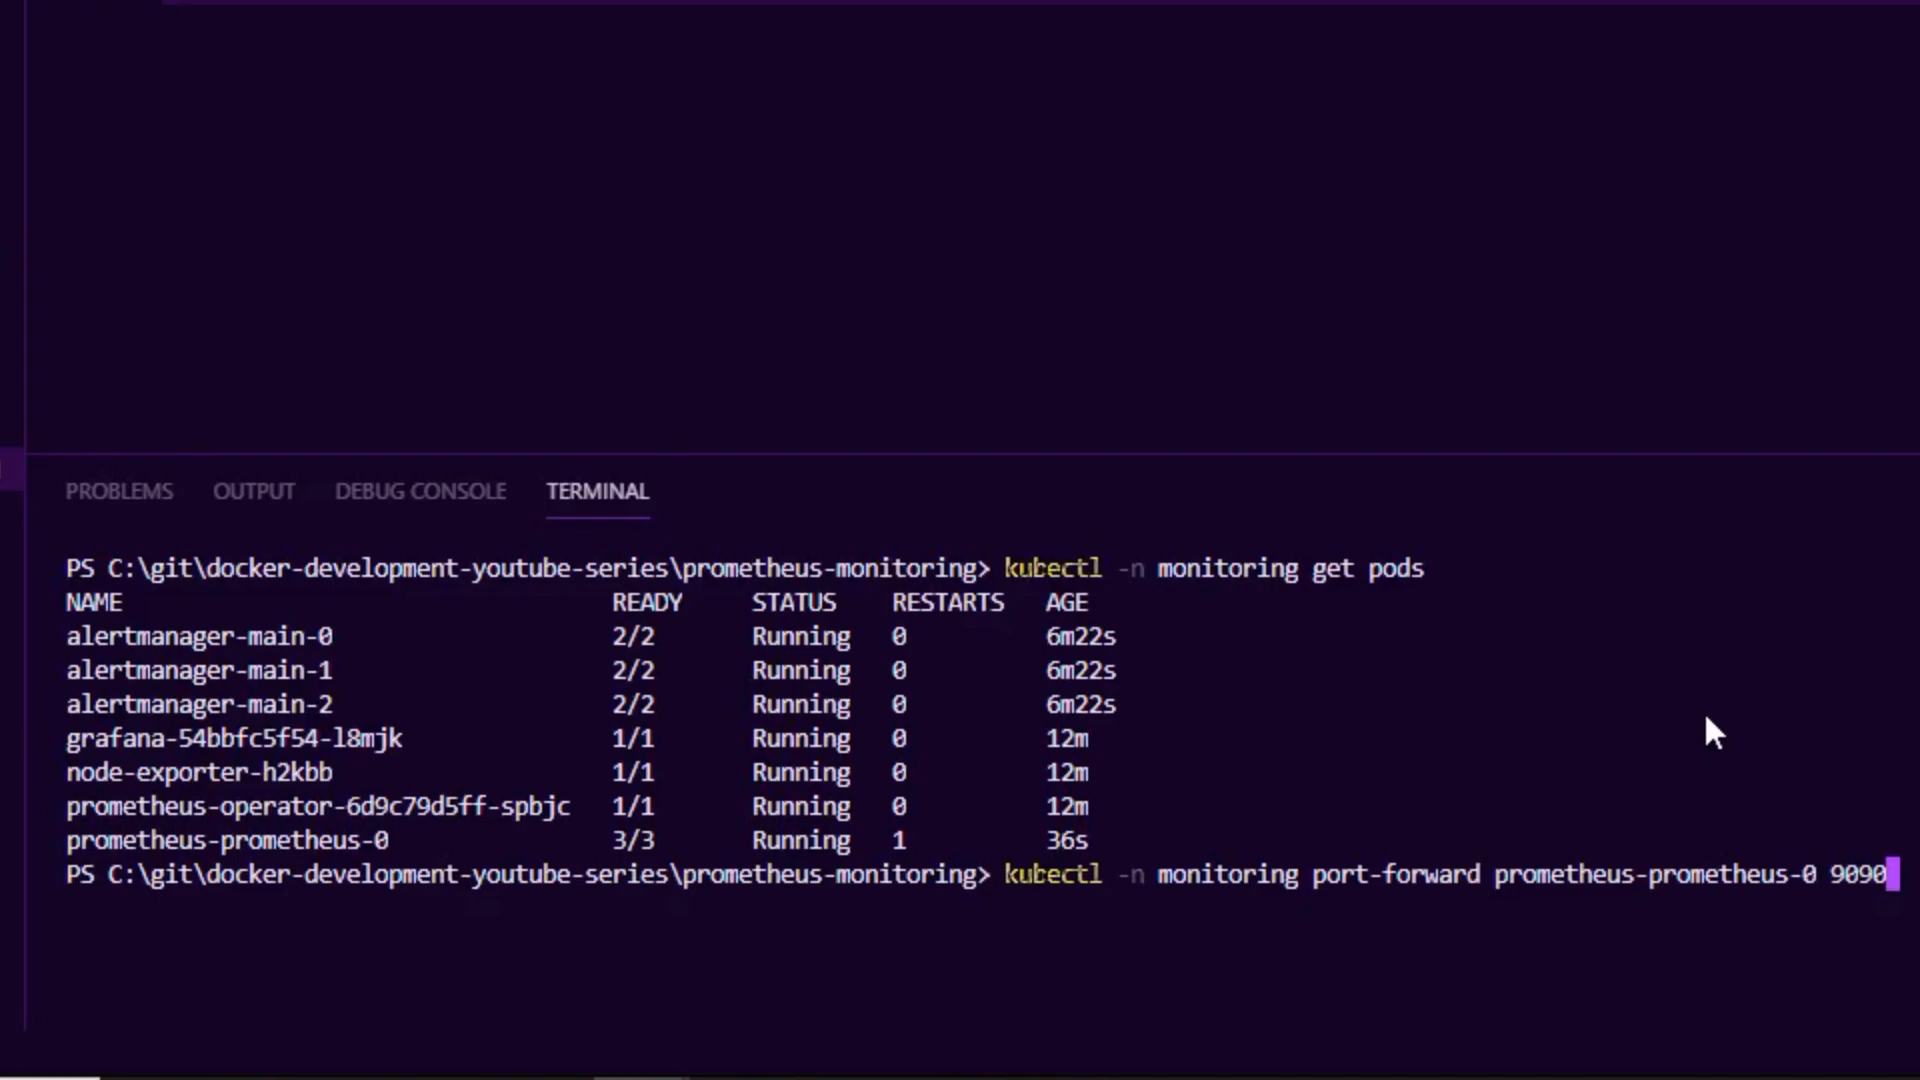 PROBLEMS OUTPUT DEBUG CONSOLE TERMINAL
PS C:\git\docker-development-youtube-series\prometheus-monitoring> kubectl -n monitoring get pods
NAME READY STATUS RESTARTS AGE
alertmanager-main-0 2/2 Running 0 6m22s
alertmanager-main-1 2/2 Running 0 6m22s
alertmanager-main-2 2/2 Running 0 6m22s
grafana-54bbfc5f54-l8mjk 1/1 Running 0 12m
node-exporter-h2kbb 1/1 Running 0 12m
prometheus-operator-6d9c79d5ff-spbjc 1/1 Running 0 12m
prometheus-prometheus-0 3/3 Running 1 36s
PS C:\git\docker-development-youtube-series\prometheus-monitoring> kubectl -n monitoring port-forward prometheus-prometheus-0 9090